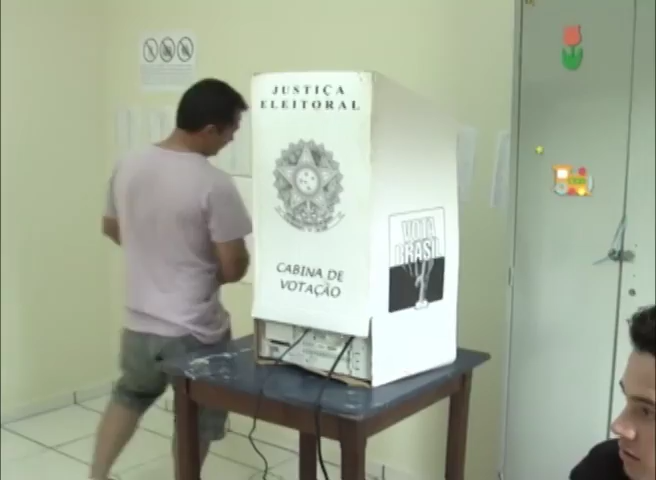 JUSTIÇA
ELEITORAL
CABINA DE
VOTAÇÃO
VOTA
BRASIL